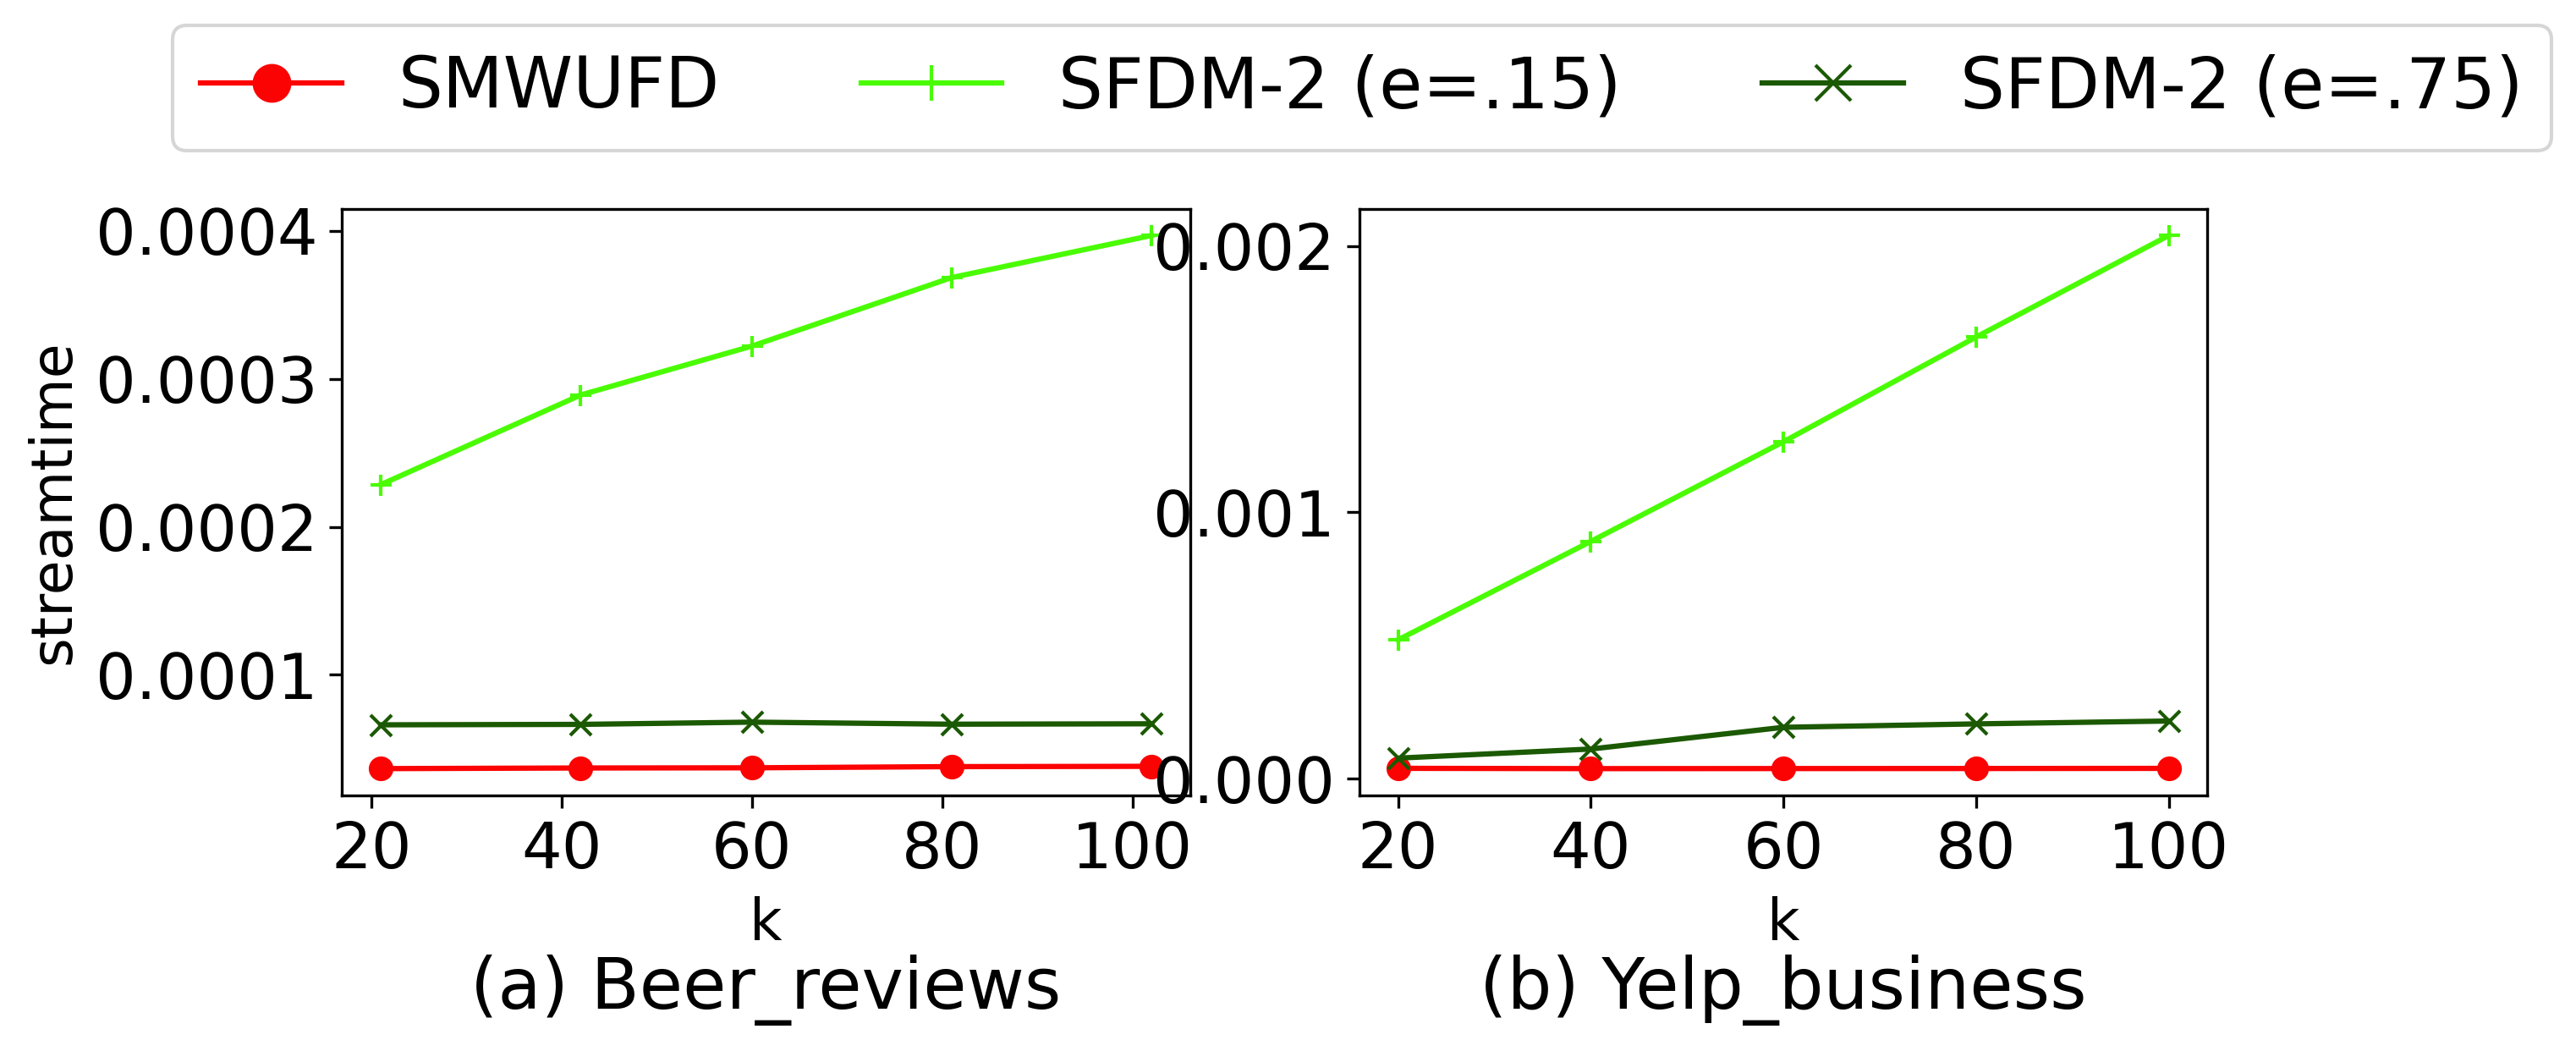 SMWUFD SFDM-2 (e=.15) SFDM-2 (e=.75)
streamtime
0.0004
0.0003
0.0002
0.0001
20 40 60 80 100
k
(a) Beer_reviews
0.002
0.001
0.000
20 40 60 80 100
k
(b) Yelp_business